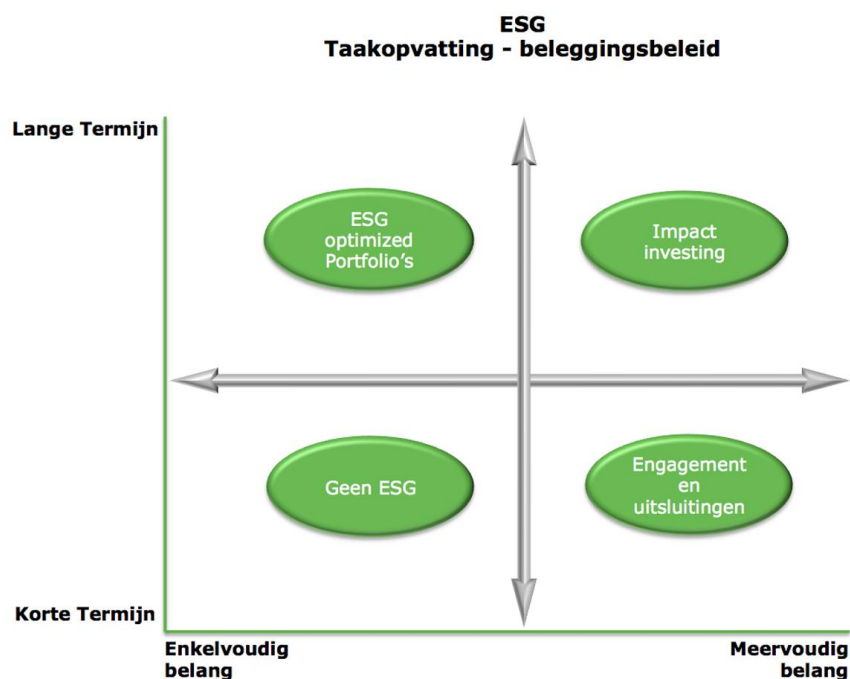 ESG
Taakopvatting - beleggingsbeleid
Lange Termijn
ESG
optimized
Portfolio's
Impact
investing
Geen ESG
Engagement
en
uitsluitingen
Korte Termijn
Enkelvoudig
belang
Meervoudig
belang